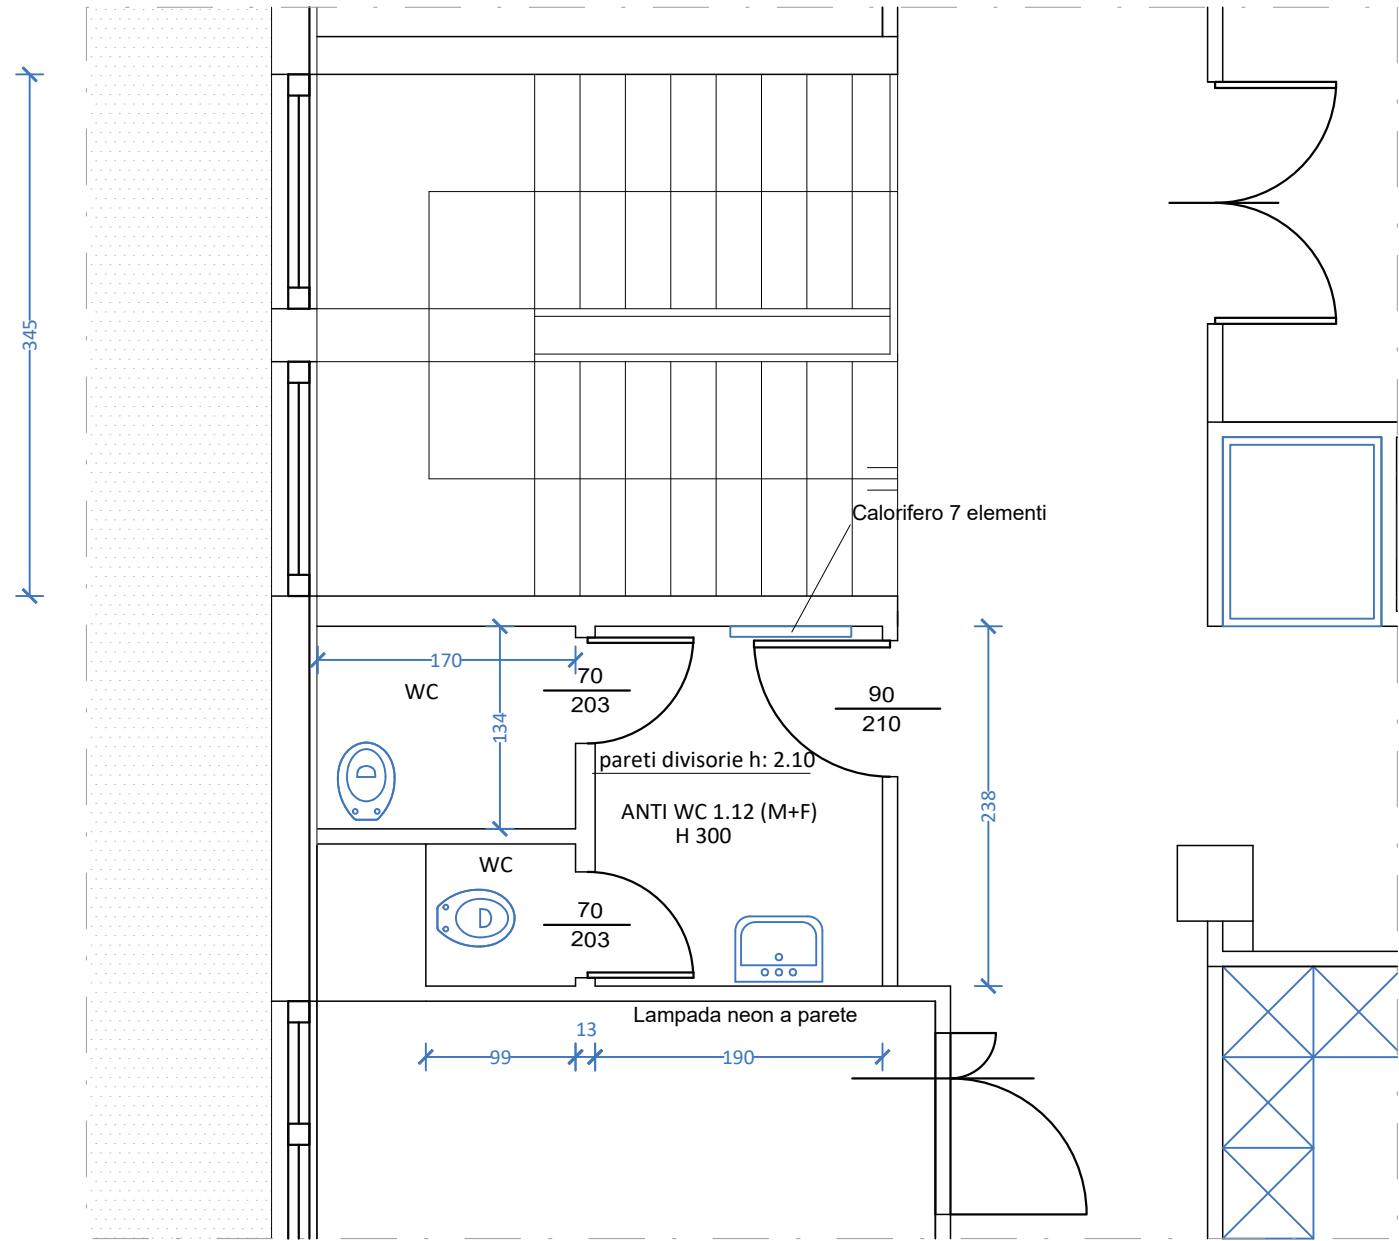 345
Calorifero 7 elementi
170
WC
134
70
203
90
210
pareti divisorie h: 2.10
238
ANTI WC 1.12 (M+F)
H 300
WC
70
203
Lampada neon a parete
13
99
190